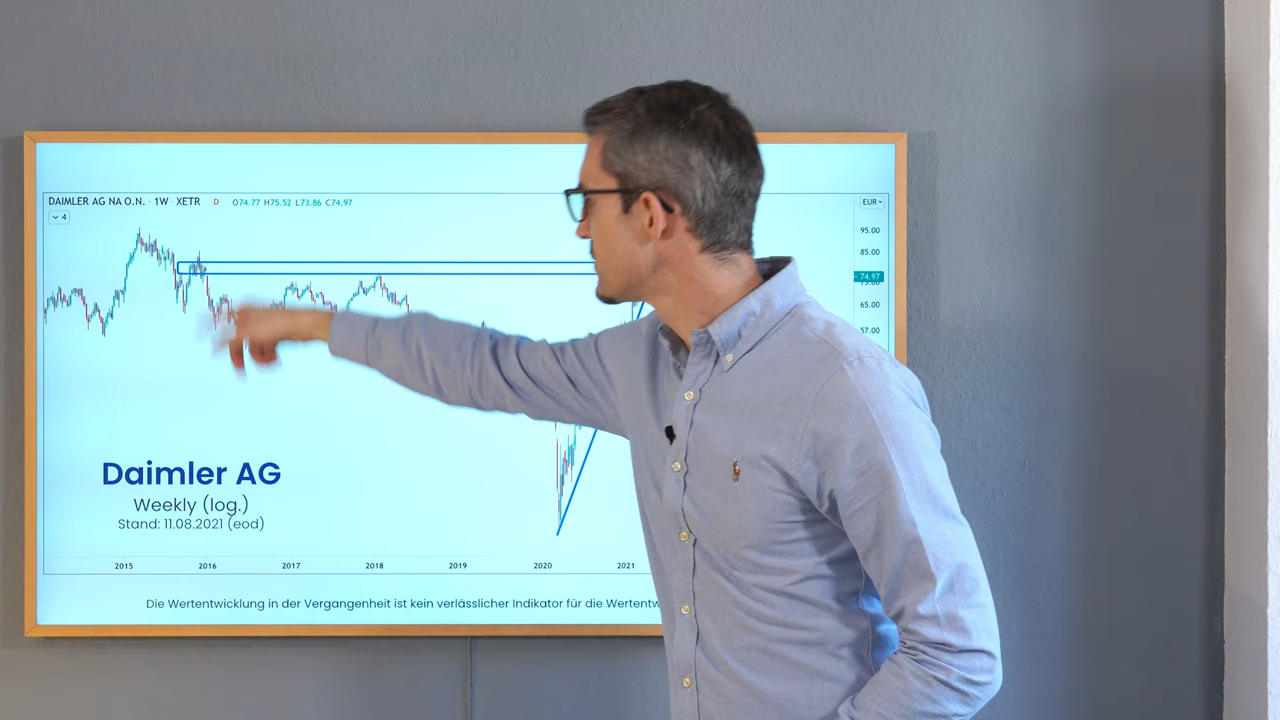 DAIMLER AG NA O.N. · 1W · XETR D O74.77 H75.52 L73.86 C74.97
EUR
4
95.00
85.00
74.97
65.00
57.00
Daimler AG
Weekly (log.)
Stand: 11.08.2021 (eod)
2015 2016 2017 2018 2019 2020 2021
Die Wertentwicklung in der Vergangenheit ist kein verlässlicher Indikator für die